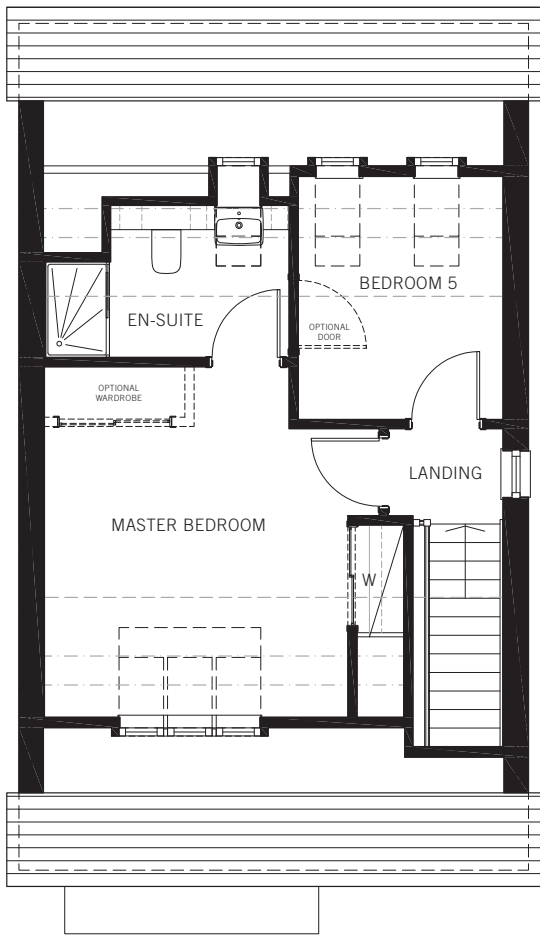 BEDROOM 5
EN-SUITE
OPTIONAL
DOOR
OPTIONAL
WARDROBE
LANDING
MASTER BEDROOM
W